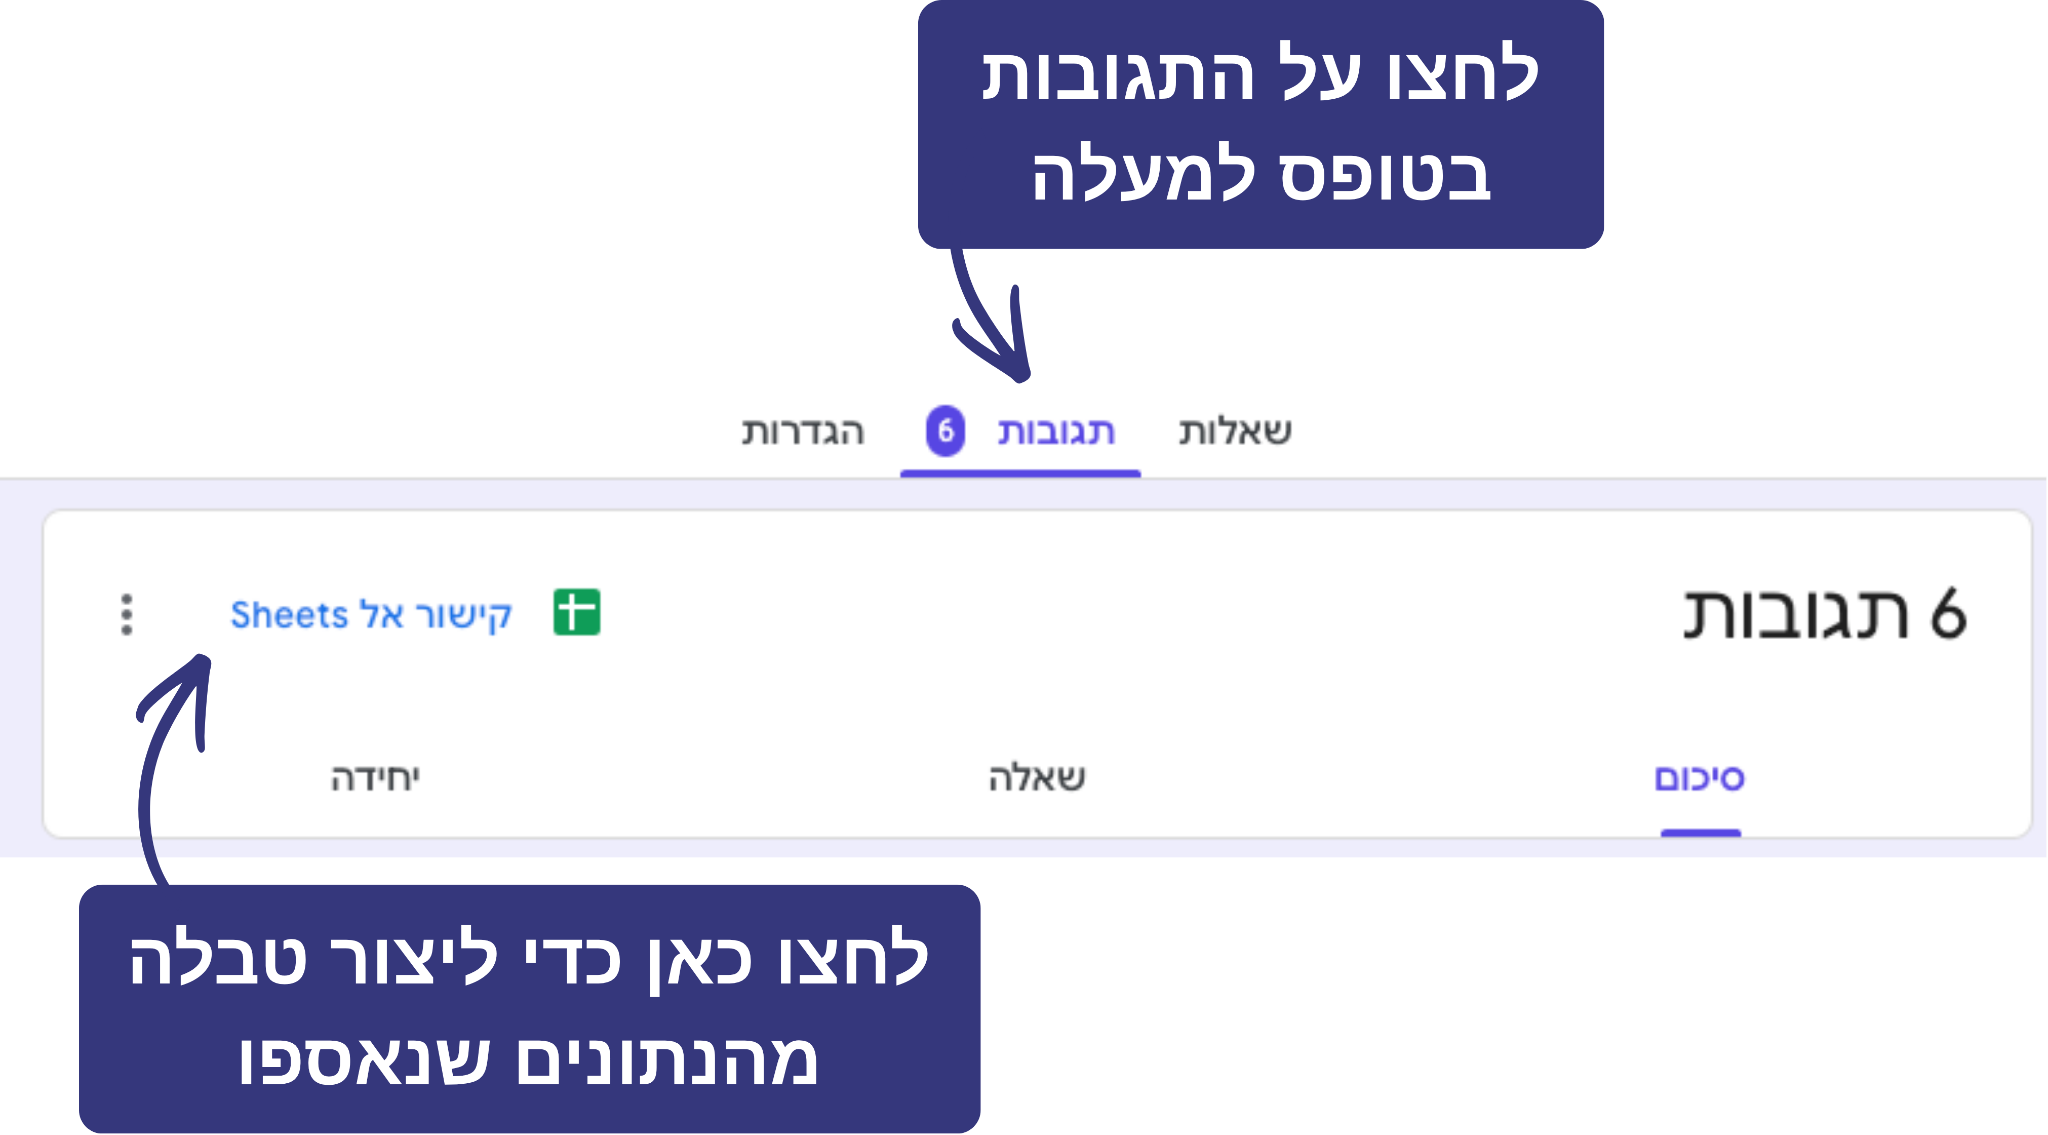 לחצו על התגובות
בטופס למעלה
שאלות תגובות 6 הגדרות
6 תגובות
קישור אל Sheets
סיכום שאלה יחידה
לחצו כאן כדי ליצור טבלה
מהנתונים שנאספו